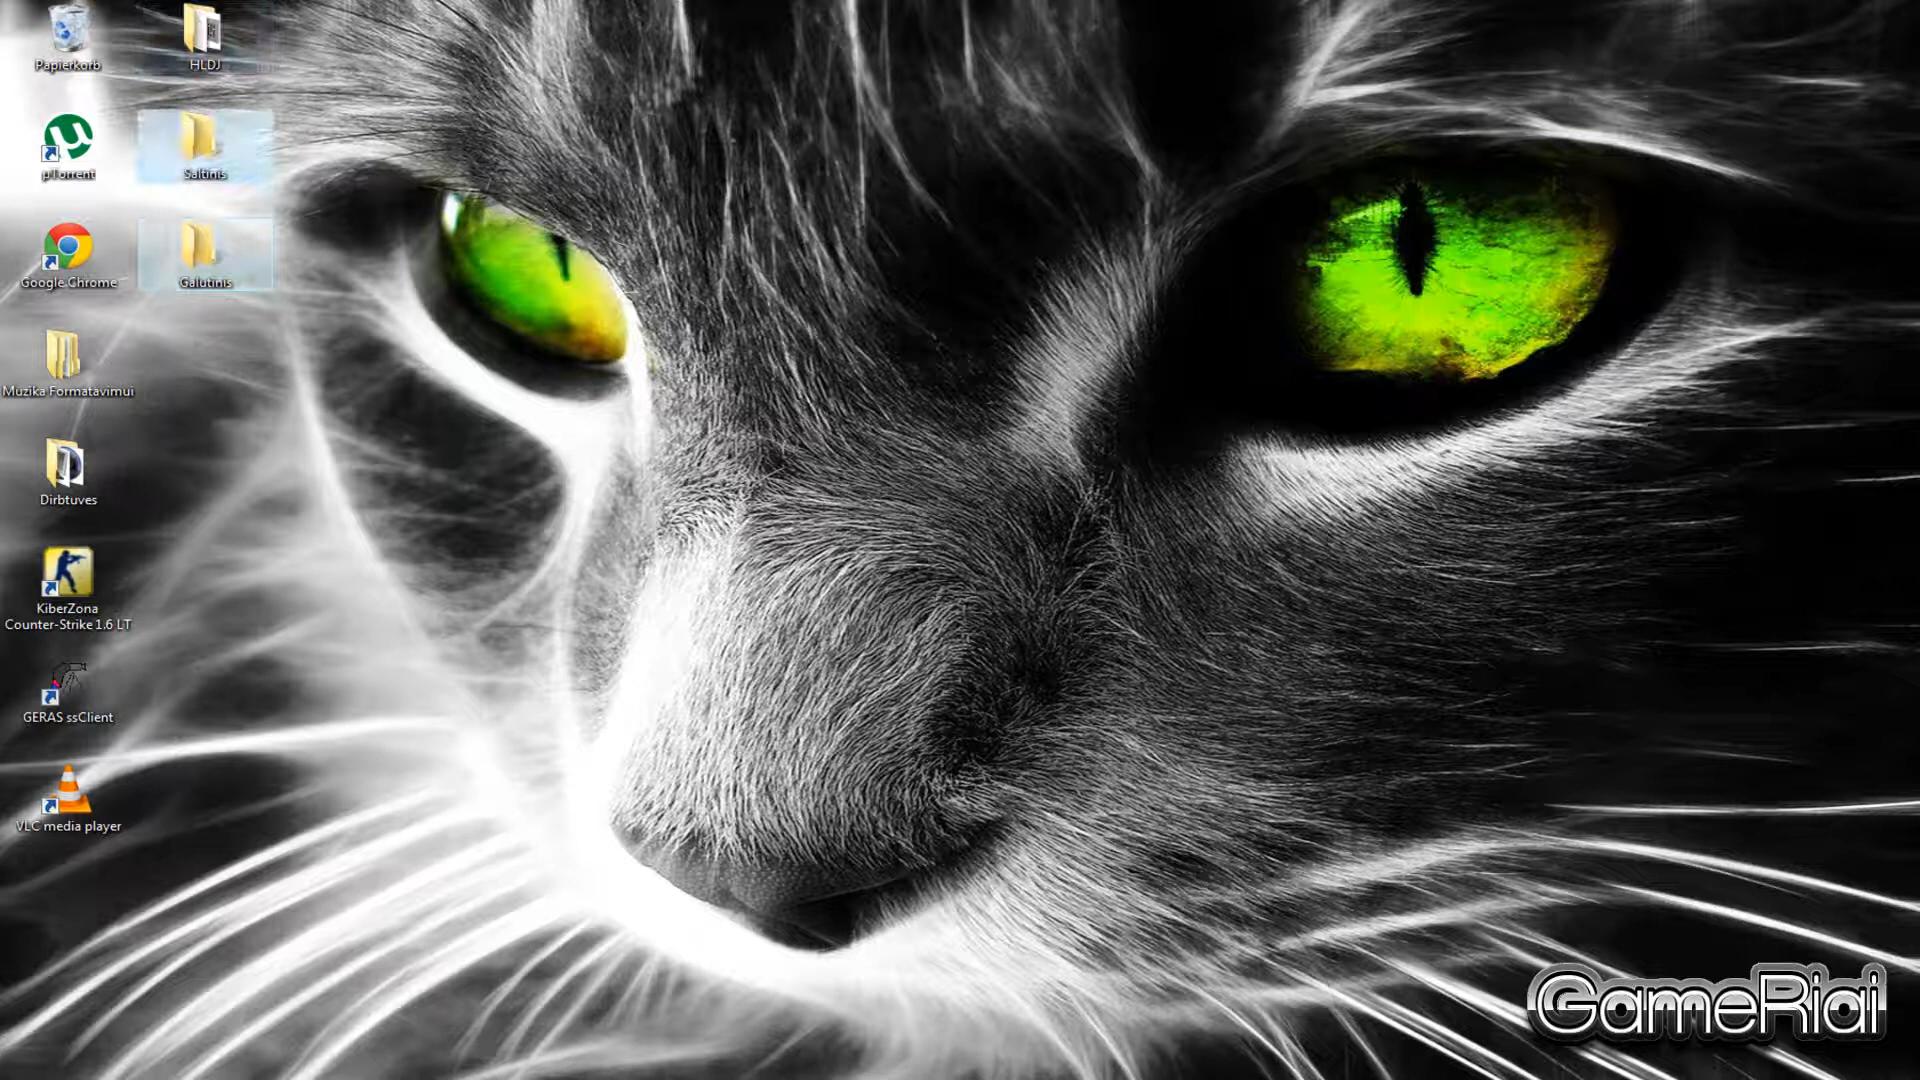 Papierkorb
HLDJ
µTorrent
Saltinis
Google Chrome
Galutinis
Muzika Formatavimui
Dirbtuves
KiberZona
Counter-Strike 1.6 LT
GERAS ssClient
VLC media player
GameRiai